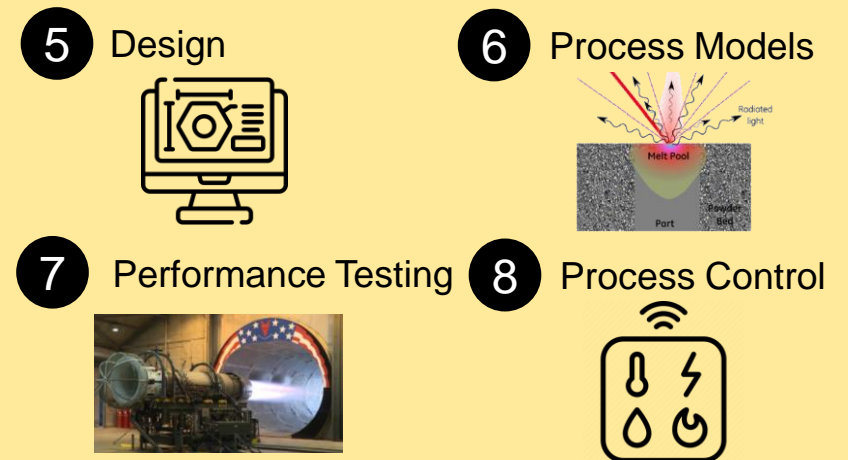 5 Design
6 Process Models
Radiated
light
Melt Pool
Part
Powder
Bed
7 Performance Testing
8 Process Control